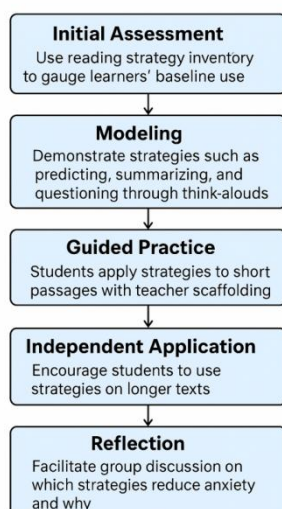 Initial Assessment
Use reading strategy inventory
to gauge learners’ baseline use
Modeling
Demonstrate strategies such as
predicting, summarizing, and
questioning through think-alouds
Guided Practice
Students apply strategies to short
passages with teacher scaffolding
Independent Application
Encourage students to use
strategies on longer texts
Reflection
Facilitate group discussion on
which strategies reduce anxiety
and why